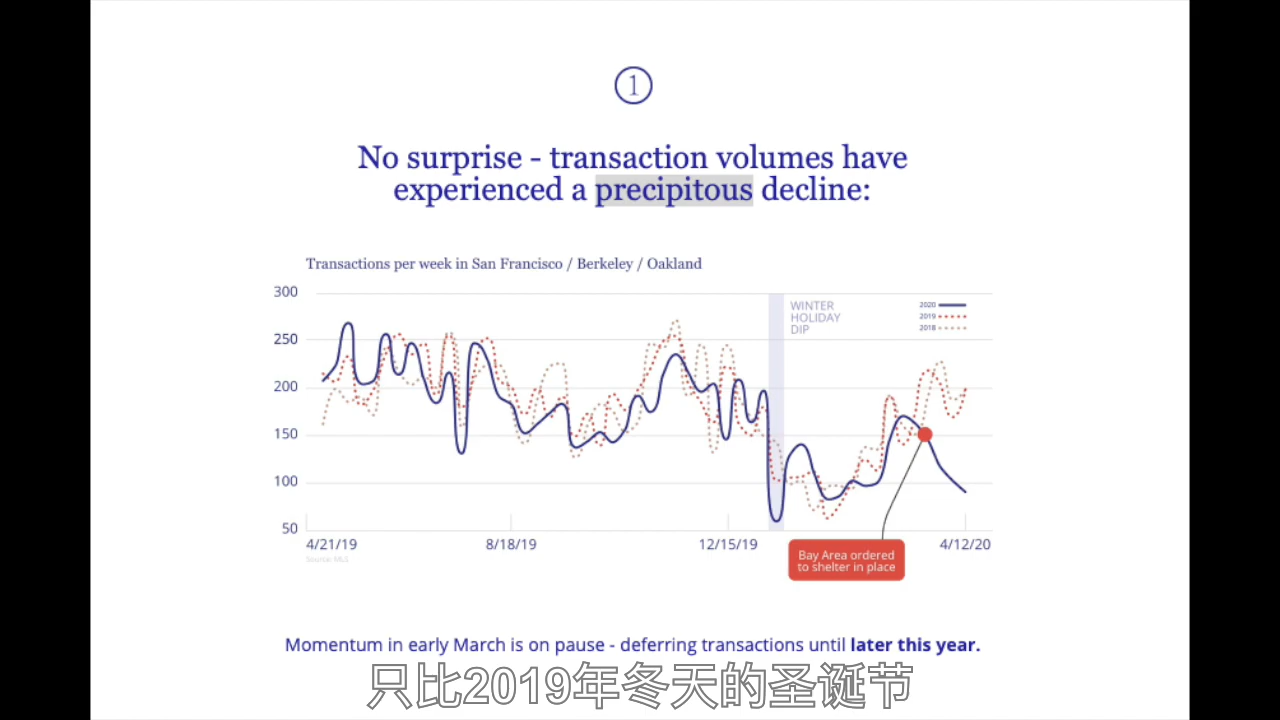 1
No surprise - transaction volumes have
experienced a precipitous decline:
Transactions per week in San Francisco / Berkeley / Oakland
300
250
200
150
100
50
WINTER
HOLIDAY
DIP
2020
2019
2018
4/21/19
8/18/19
12/15/19
4/12/20
Source: MLS
Bay Area ordered
to shelter in place
Momentum in early March is on pause - deferring transactions until later this year.
只比2019年冬天的圣诞节